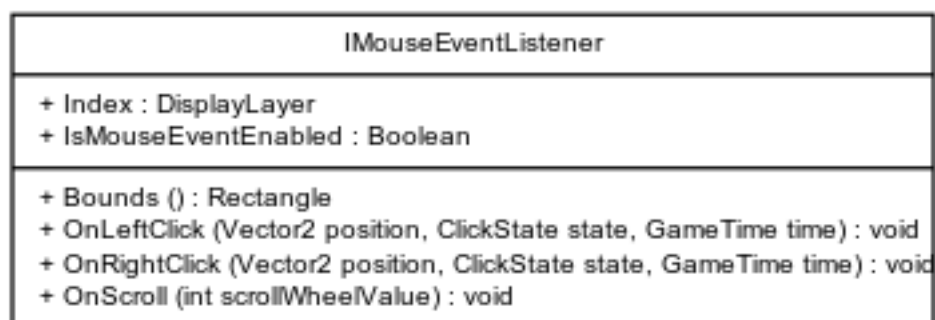 IMouseEventListener
+ Index : DisplayLayer
+ IsMouseEventEnabled : Boolean
+ Bounds () : Rectangle
+ OnLeftClick (Vector2 position, ClickState state, GameTime time) : void
+ OnRightClick (Vector2 position, ClickState state, GameTime time) : void
+ OnScroll (int scrollWheelValue) : void